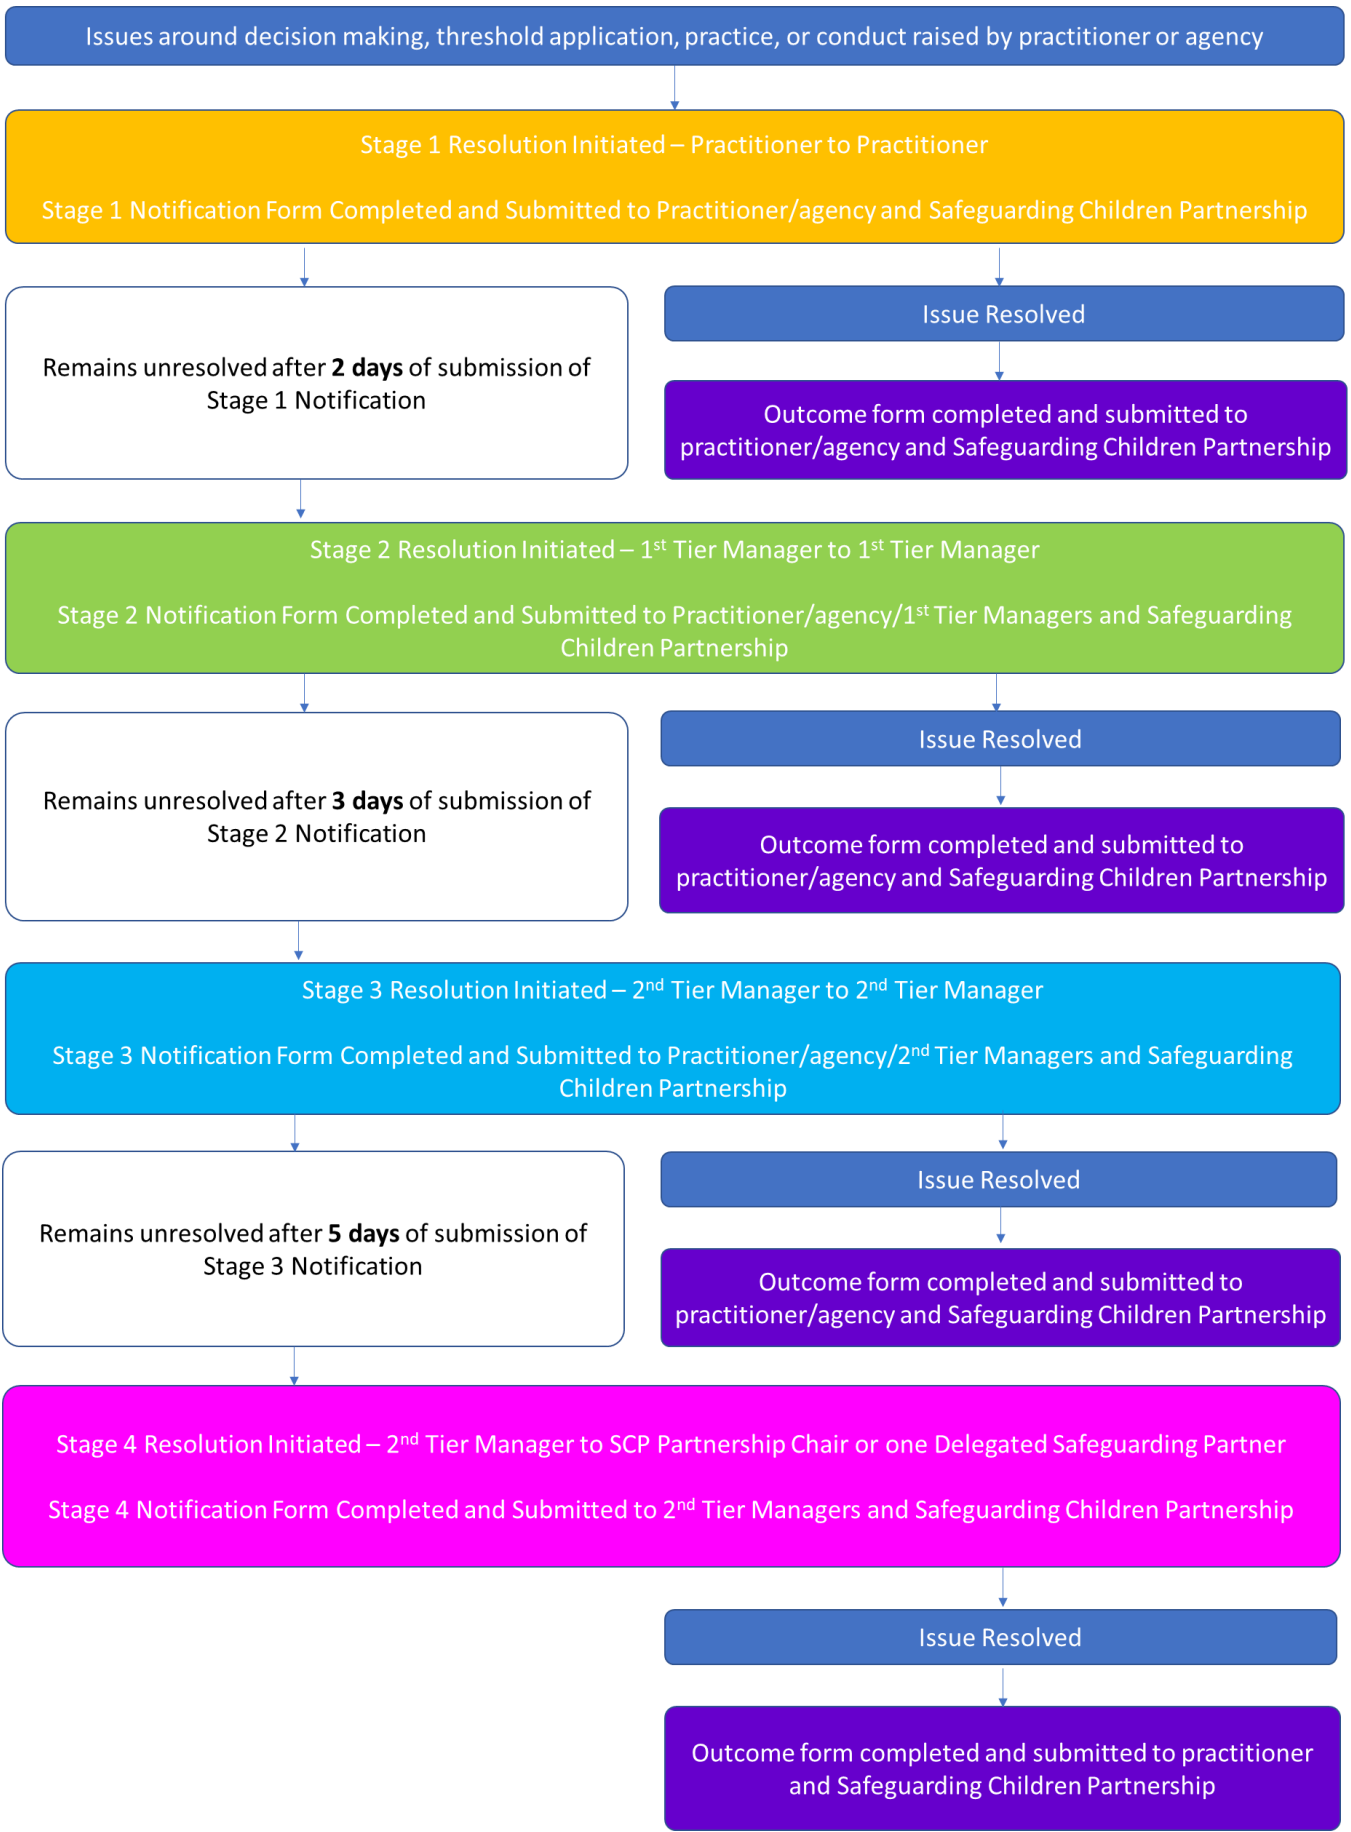 Issues around decision making, threshold application, practice, or conduct raised by practitioner or agency
Stage 1 Resolution Initiated – Practitioner to Practitioner
Stage 1 Notification Form Completed and Submitted to Practitioner/agency and Safeguarding Children Partnership
Remains unresolved after 2 days of submission of
Stage 1 Notification
Issue Resolved
Outcome form completed and submitted to
practitioner/agency and Safeguarding Children Partnership
Stage 2 Resolution Initiated – 1st Tier Manager to 1st Tier Manager
Stage 2 Notification Form Completed and Submitted to Practitioner/agency/1st Tier Managers and Safeguarding
Children Partnership
Remains unresolved after 3 days of submission of
Stage 2 Notification
Issue Resolved
Outcome form completed and submitted to
practitioner/agency and Safeguarding Children Partnership
Stage 3 Resolution Initiated – 2nd Tier Manager to 2nd Tier Manager
Stage 3 Notification Form Completed and Submitted to Practitioner/agency/2nd Tier Managers and Safeguarding
Children Partnership
Remains unresolved after 5 days of submission of
Stage 3 Notification
Issue Resolved
Outcome form completed and submitted to
practitioner/agency and Safeguarding Children Partnership
Stage 4 Resolution Initiated – 2nd Tier Manager to SCP Partnership Chair or one Delegated Safeguarding Partner
Stage 4 Notification Form Completed and Submitted to 2nd Tier Managers and Safeguarding Children Partnership
Issue Resolved
Outcome form completed and submitted to practitioner
and Safeguarding Children Partnership